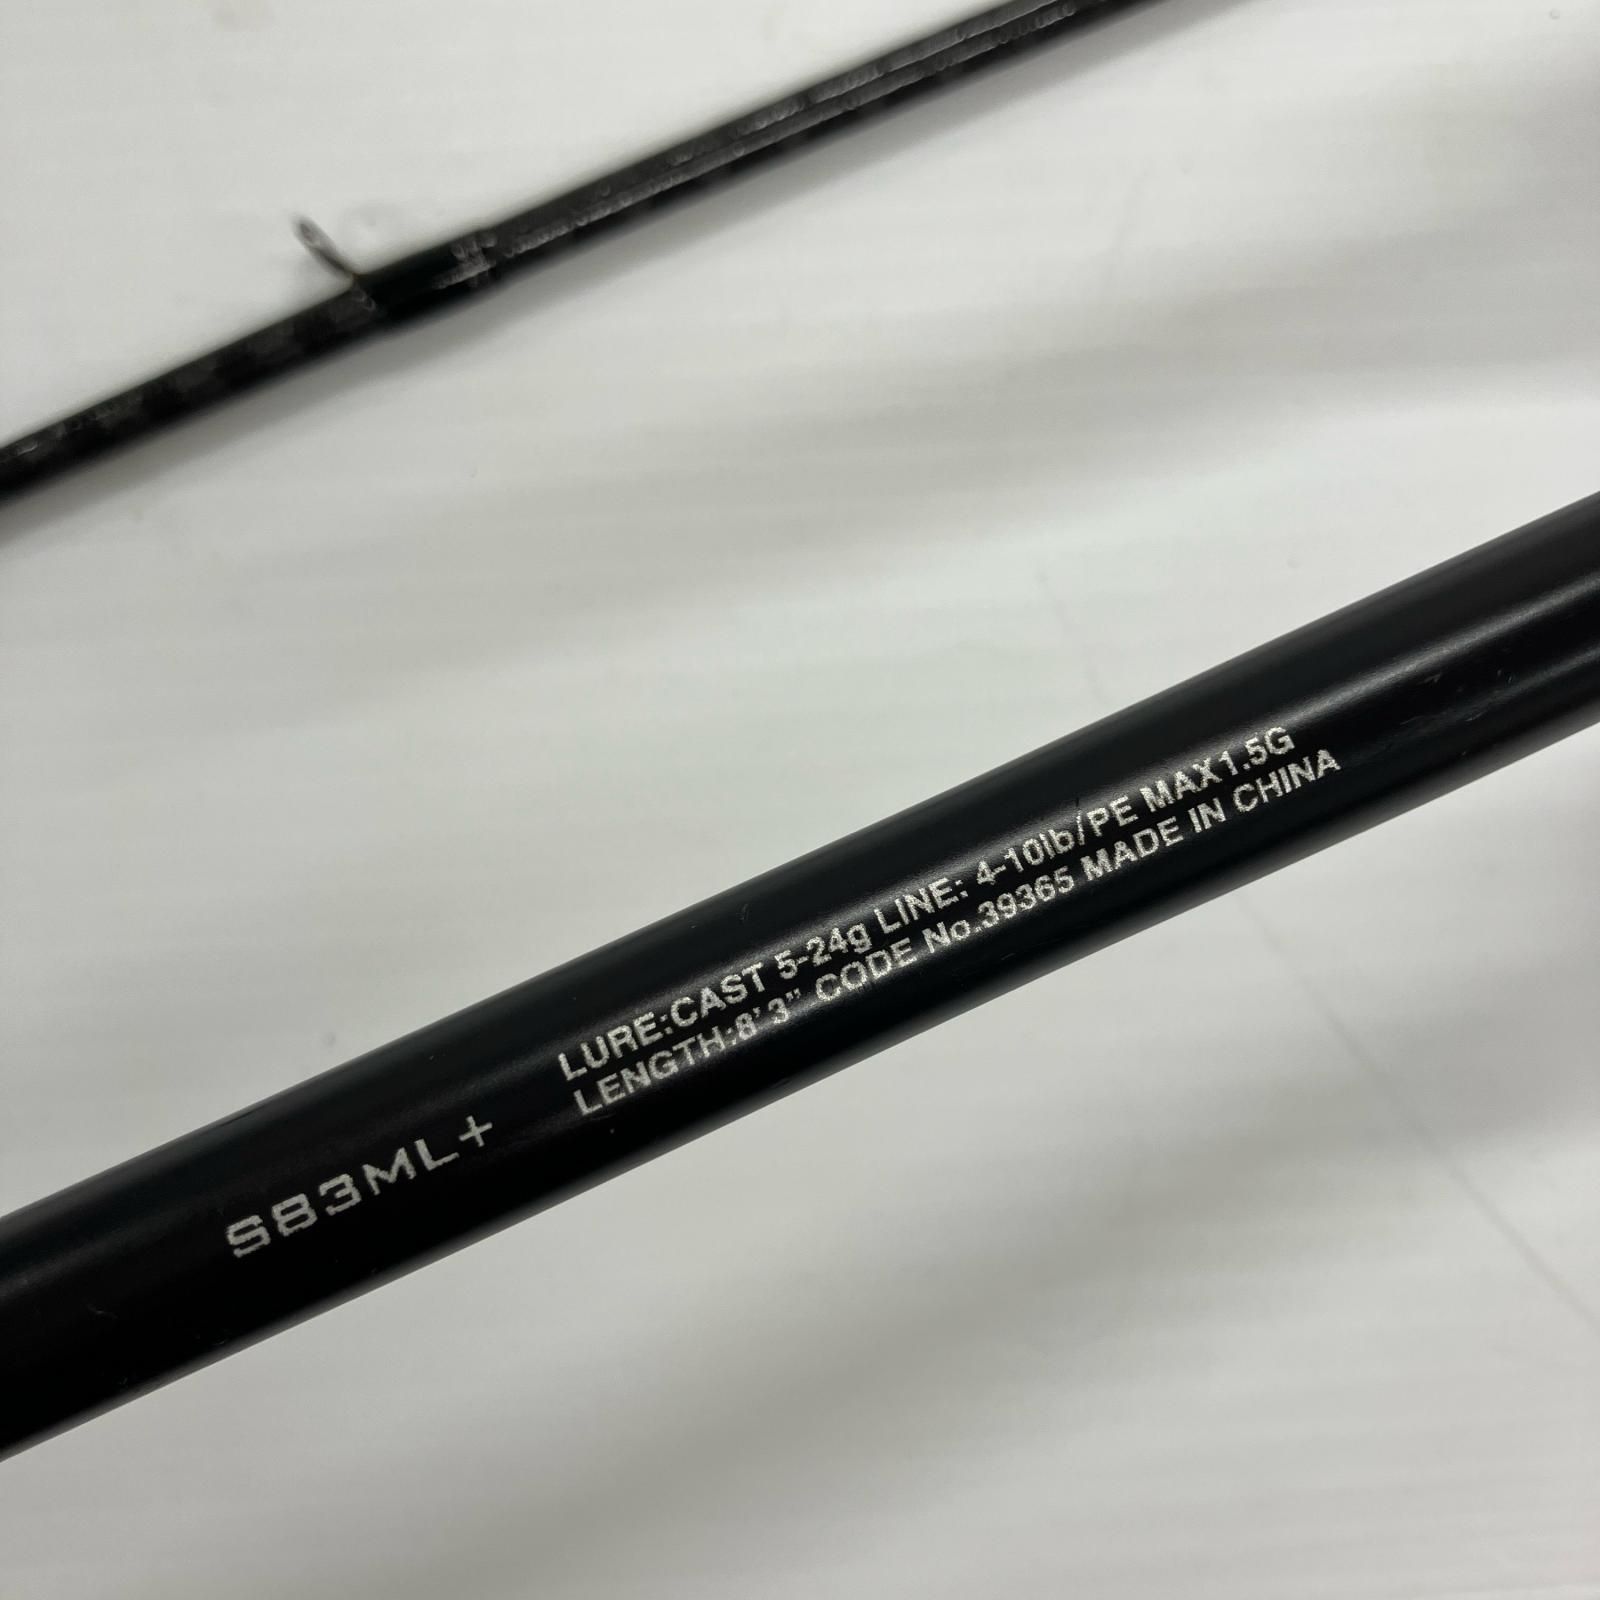 S83ML+
LURE:CAST 5-24g LINE: 4-10lb/PE MAX1.5G
LENGTH:8'3" CODE No.39365 MADE IN CHINA